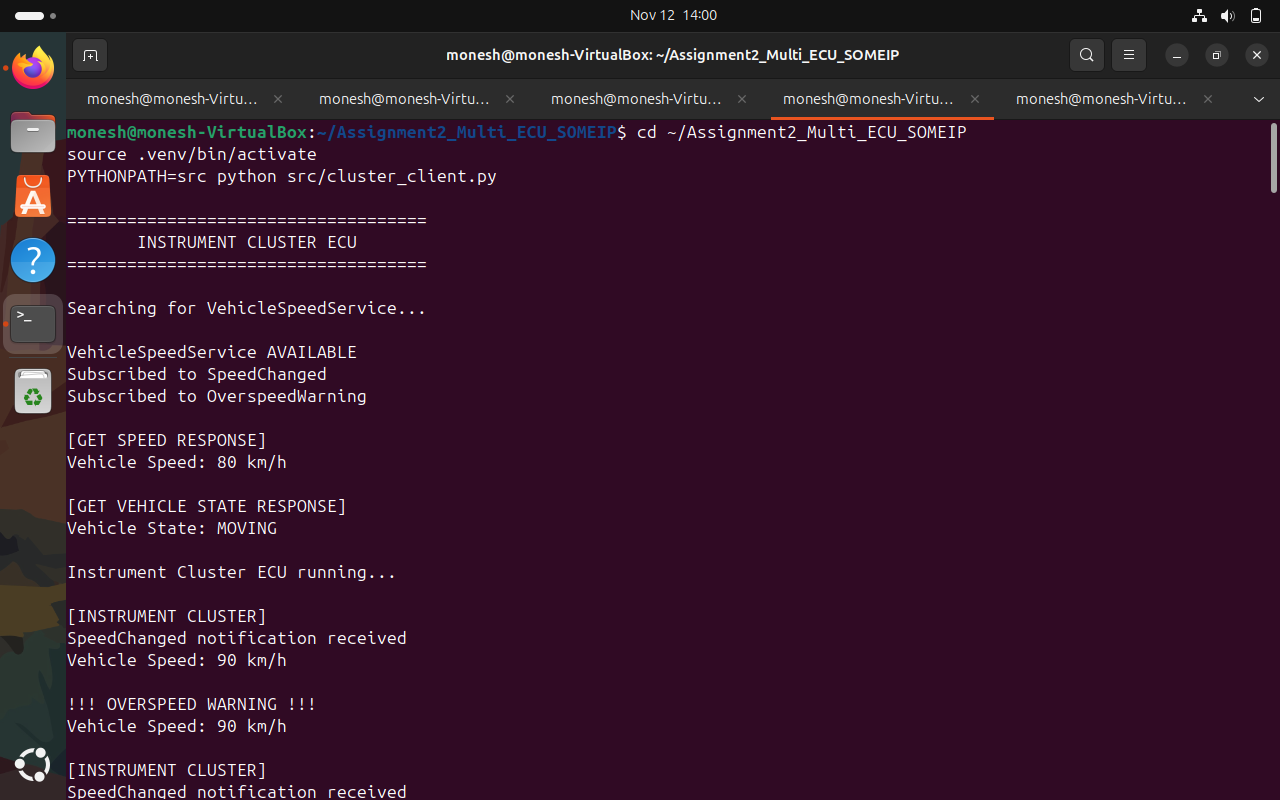 Nov 12 14:00
monesh@monesh-VirtualBox: ~/Assignment2_Multi_ECU_SOMEIP
monesh@monesh-Virtu... monesh@monesh-Virtu... monesh@monesh-Virtu... monesh@monesh-Virtu... monesh@monesh-Virtu...
monesh@monesh-VirtualBox:~/Assignment2_Multi_ECU_SOMEIP$ cd ~/Assignment2_Multi_ECU_SOMEIP
source .venv/bin/activate
PYTHONPATH=src python src/cluster_client.py
====================================
INSTRUMENT CLUSTER ECU
====================================
Searching for VehicleSpeedService...
VehicleSpeedService AVAILABLE
Subscribed to SpeedChanged
Subscribed to OverspeedWarning
[GET SPEED RESPONSE]
Vehicle Speed: 80 km/h
[GET VEHICLE STATE RESPONSE]
Vehicle State: MOVING
Instrument Cluster ECU running...
[INSTRUMENT CLUSTER]
SpeedChanged notification received
Vehicle Speed: 90 km/h
!!! OVERSPEED WARNING !!!
Vehicle Speed: 90 km/h
[INSTRUMENT CLUSTER]
SpeedChanged notification received